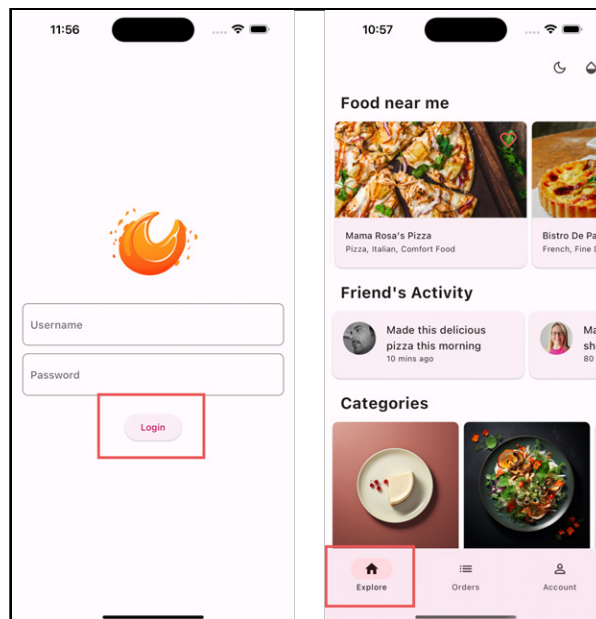 11:56
Username
Password
Login
10:57
Food near me
Mama Rosa's Pizza
Pizza, Italian, Comfort Food
Bistro De Pa
French, Fine D
Friend's Activity
Made this delicious
pizza this morning
10 mins ago
Ma
sh
80
Categories
Explore
Orders
Account